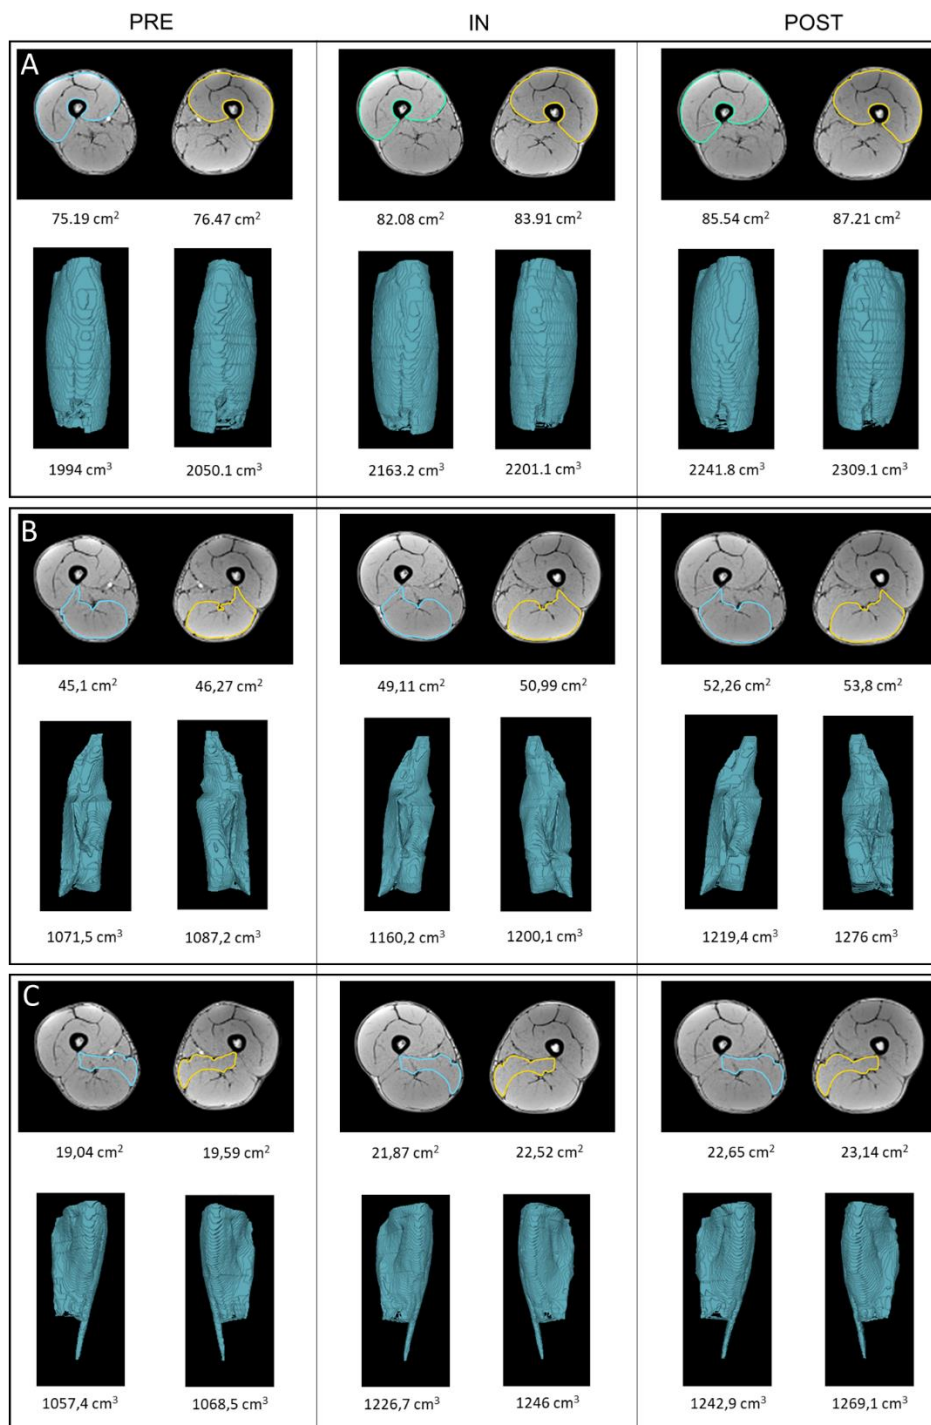 PRE IN POST
A
75.19 cm² 76.47 cm² 82.08 cm² 83.91 cm² 85.54 cm² 87.21 cm²
1994 cm³ 2050.1 cm³ 2163.2 cm³ 2201.1 cm³ 2241.8 cm³ 2309.1 cm³
B
45,1 cm² 46,27 cm² 49,11 cm² 50,99 cm² 52,26 cm² 53,8 cm²
1071,5 cm³ 1087,2 cm³ 1160,2 cm³ 1200,1 cm³ 1219,4 cm³ 1276 cm³
C
19,04 cm² 19,59 cm² 21,87 cm² 22,52 cm² 22,65 cm² 23,14 cm²
1057,4 cm³ 1068,5 cm³ 1226,7 cm³ 1246 cm³ 1242,9 cm³ 1269,1 cm³